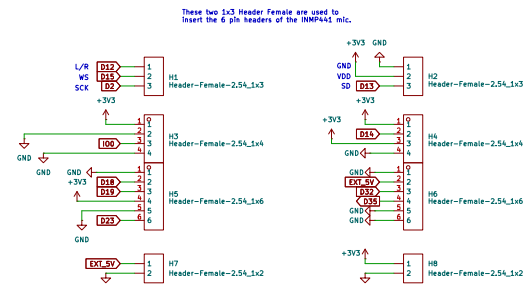 These two 1x3 Header Female are used to
insert the 6 pin headers of the INMP441 mic.
L/R D12 1
WS D15 2
SCK D2 3
H1
Header-Female-2.54_1x3
+3V3 GND
GND 1
VDD 2
SD D13 3
H2
Header-Female-2.54_1x3
+3V3
1
2
IO0 3
4
GND
GND
H3
Header-Female-2.54_1x4
+3V3
1
D14 2
+3V3 3
GND 4
H4
Header-Female-2.54_1x4
GND 1
D18 2
D19 3
+3V3 4
5
D23 6
GND
H5
Header-Female-2.54_1x6
GND 1
EXT_5V 2
D32 3
D35 4
GND 5
GND 6
H6
Header-Female-2.54_1x6
EXT_5V 1
2
H7
Header-Female-2.54_1x2
+3V3
1
2
H8
Header-Female-2.54_1x2